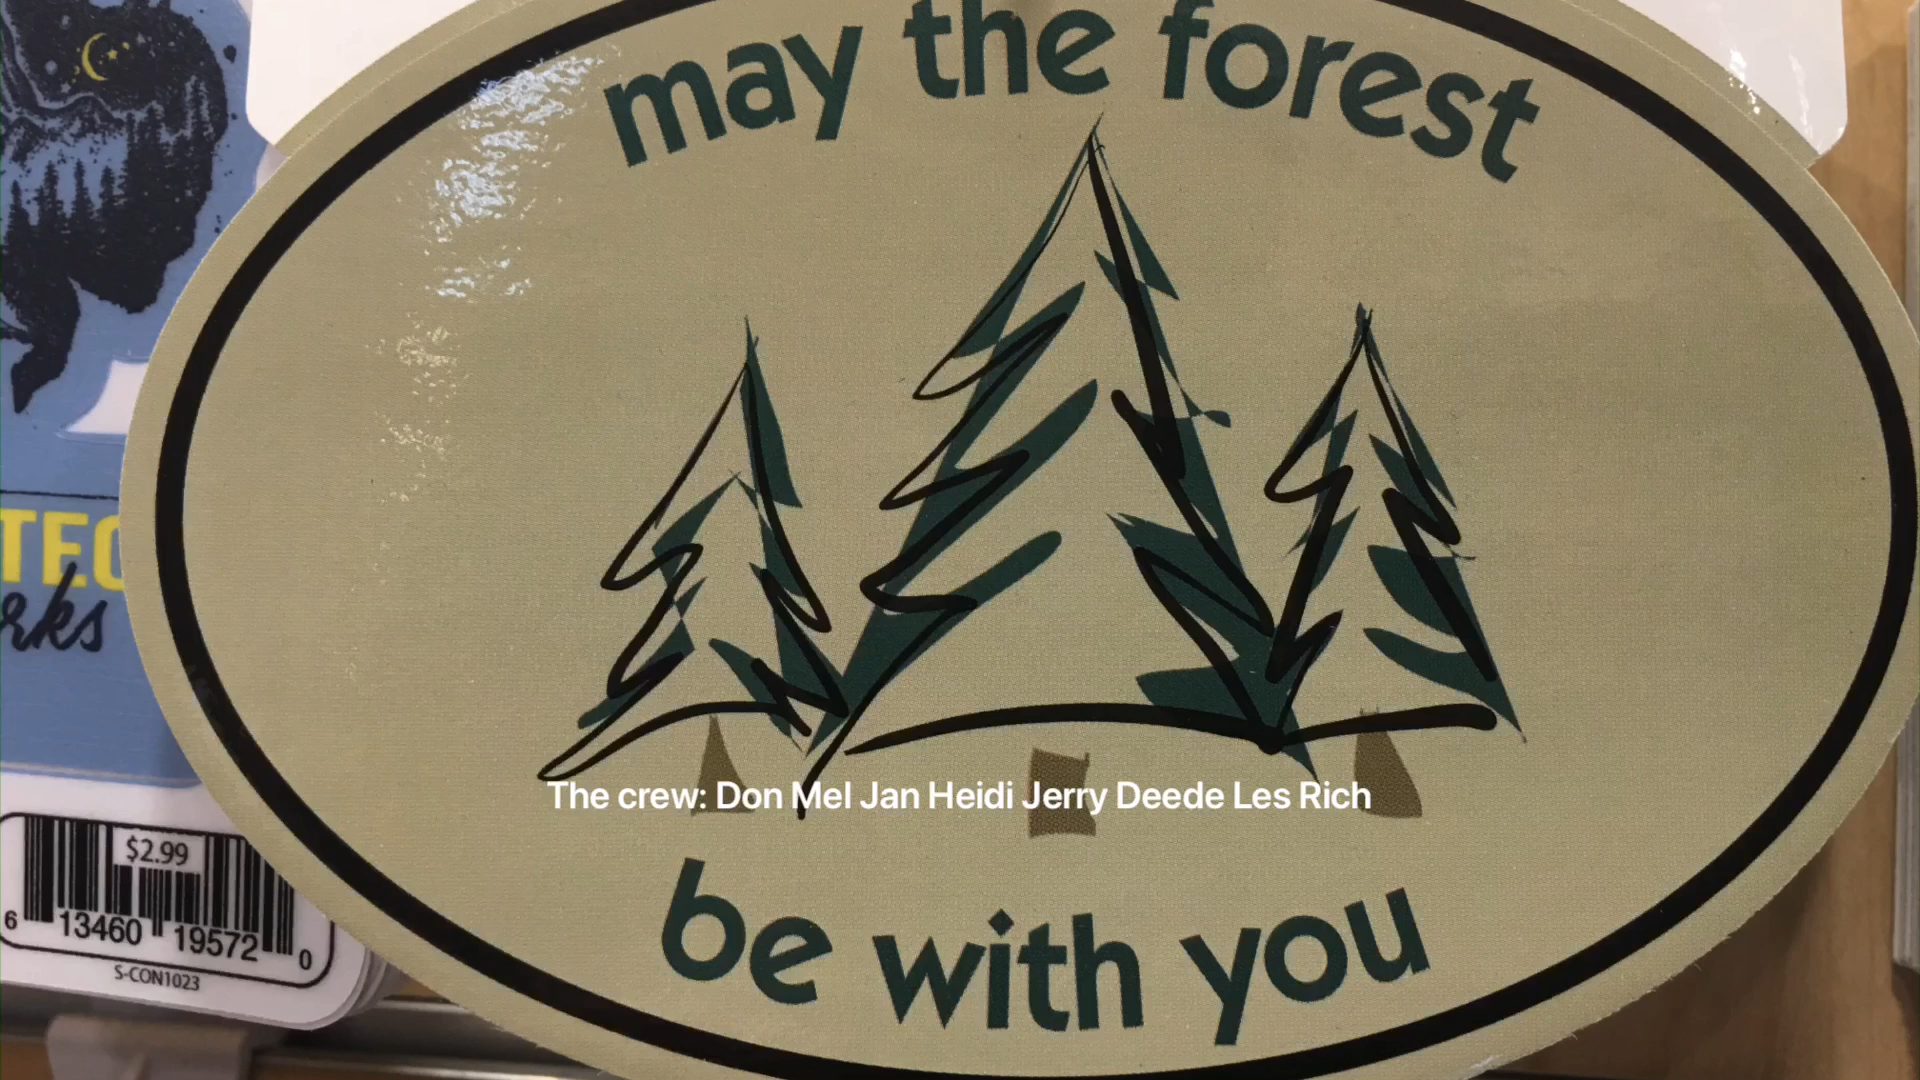 may the forest
The crew: Don Mel Jan Heidi Jerry Deede Les Rich
be with you
TEC
rks
$2.99
6 13460 19572 0
S-CON1023